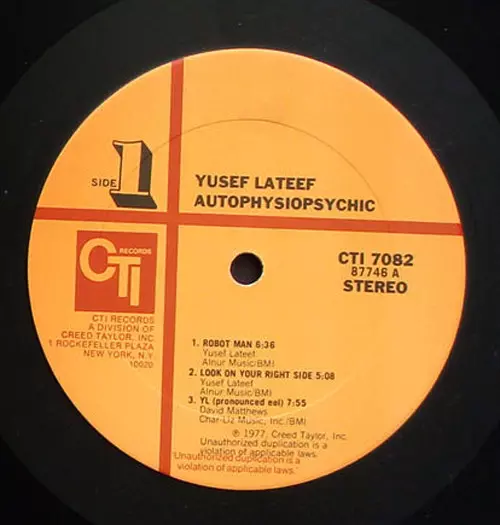 SIDE 1
YUSEF LATEEF
AUTOPHYSIOPSYCHIC
CTI RECORDS
CTI 7082
87746 A
STEREO
CTI RECORDS
A DIVISION OF
CREED TAYLOR, INC.
1 ROCKEFELLER PLAZA
NEW YORK, N.Y.
10020
1. ROBOT MAN 6:36
Yusef Lateef
Alnur Music/BMI
2. LOOK ON YOUR RIGHT SIDE 5:08
Yusef Lateef
Alnur Music/BMI
3. YL (pronounced eel) 7:55
David Matthews
Char-Liz Music, Inc./BMI
℗ 1977, Creed Taylor, Inc.
Unauthorized duplication is a
violation of applicable laws.
'Unauthorized duplication is a
violation of applicable laws.'